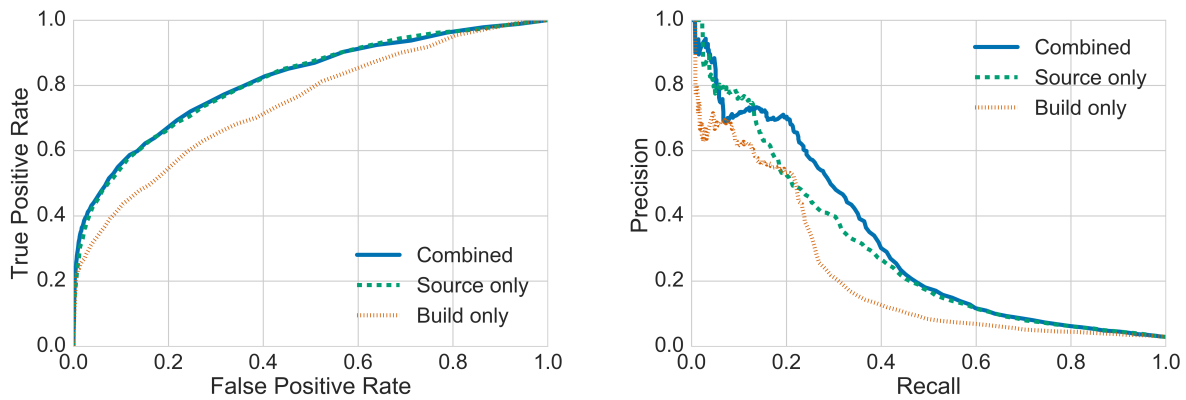 1.0
0.8
0.6
0.4
0.2
0.0
True Positive Rate
Combined
Source only
Build only
0.0 0.2 0.4 0.6 0.8 1.0
False Positive Rate
1.0
0.8
0.6
0.4
0.2
0.0
Precision
Combined
Source only
Build only
0.0 0.2 0.4 0.6 0.8 1.0
Recall